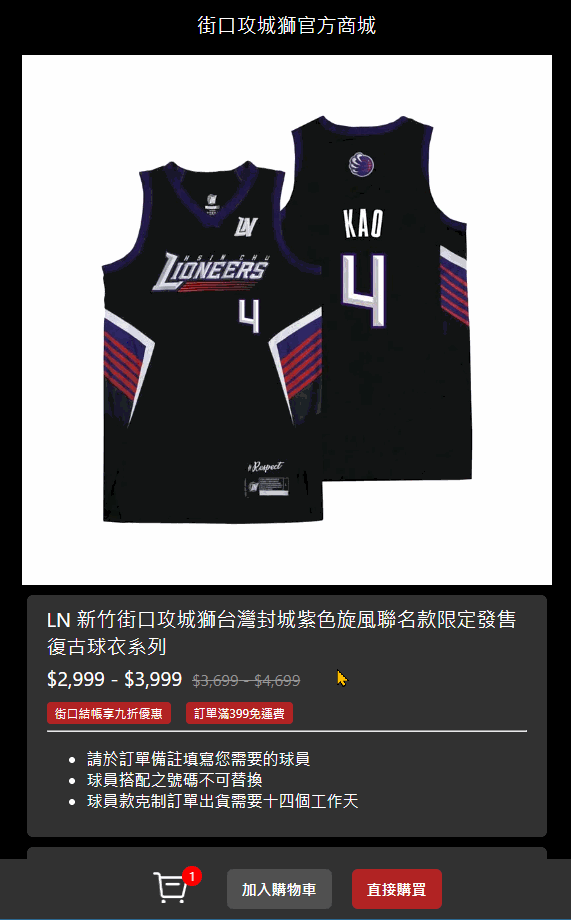 街口攻城獅官方商城
KAO
4
LN
HSIN CHU
LIONEERS
4
#Respect
LN 新竹街口攻城獅台灣封城紫色旋風聯名款限定發售
復古球衣系列
$2,999 - $3,999 $3,699 - $4,699
街口結帳享九折優惠 訂單滿399免運費
請於訂單備註填寫您需要的球員
球員搭配之號碼不可替換
球員款克制訂單出貨需要十四個工作天
1
加入購物車 直接購買